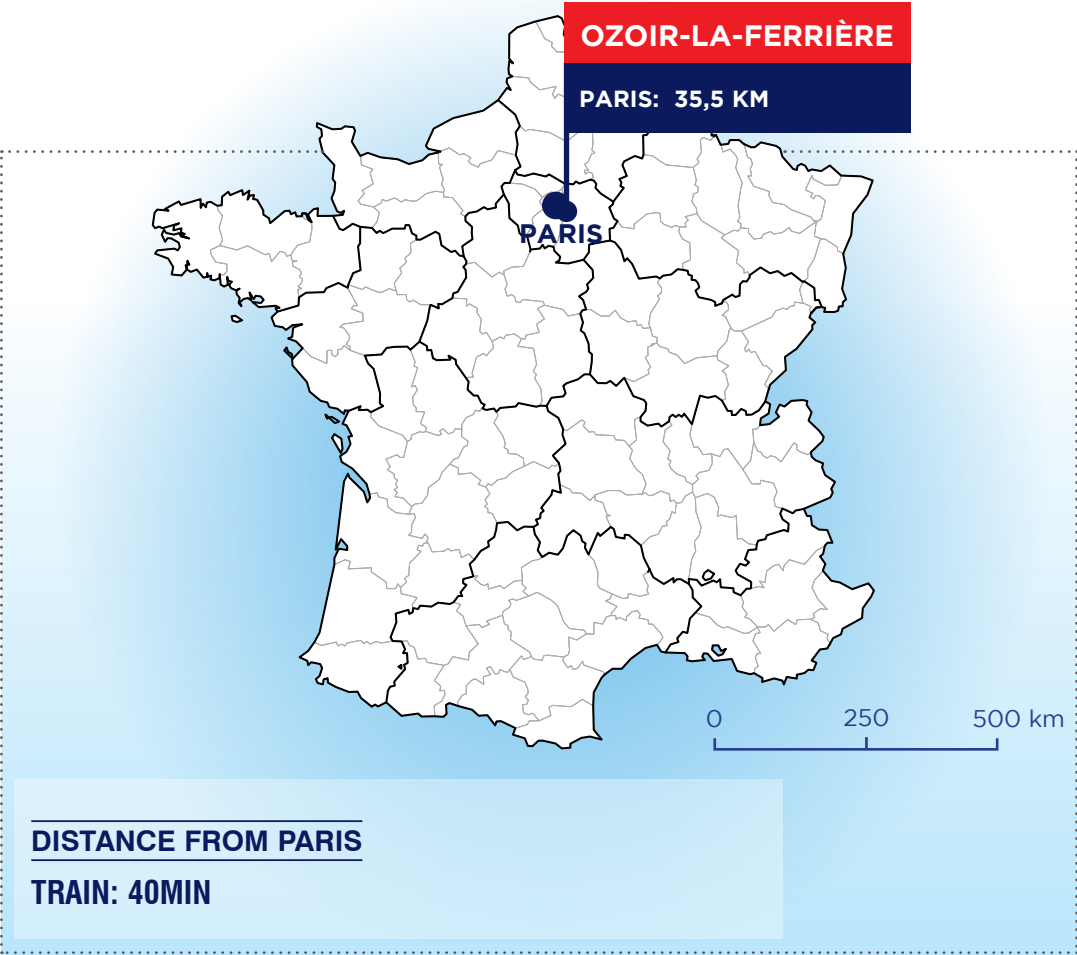 OZOIR-LA-FERRIÈRE
PARIS: 35,5 KM
PARIS
0 250 500 km
DISTANCE FROM PARIS
TRAIN: 40MIN